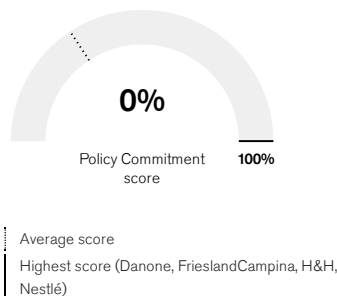 0%
Policy Commitment
score
100%
Average score
Highest score (Danone, FrieslandCampina, H&H,
Nestlé)